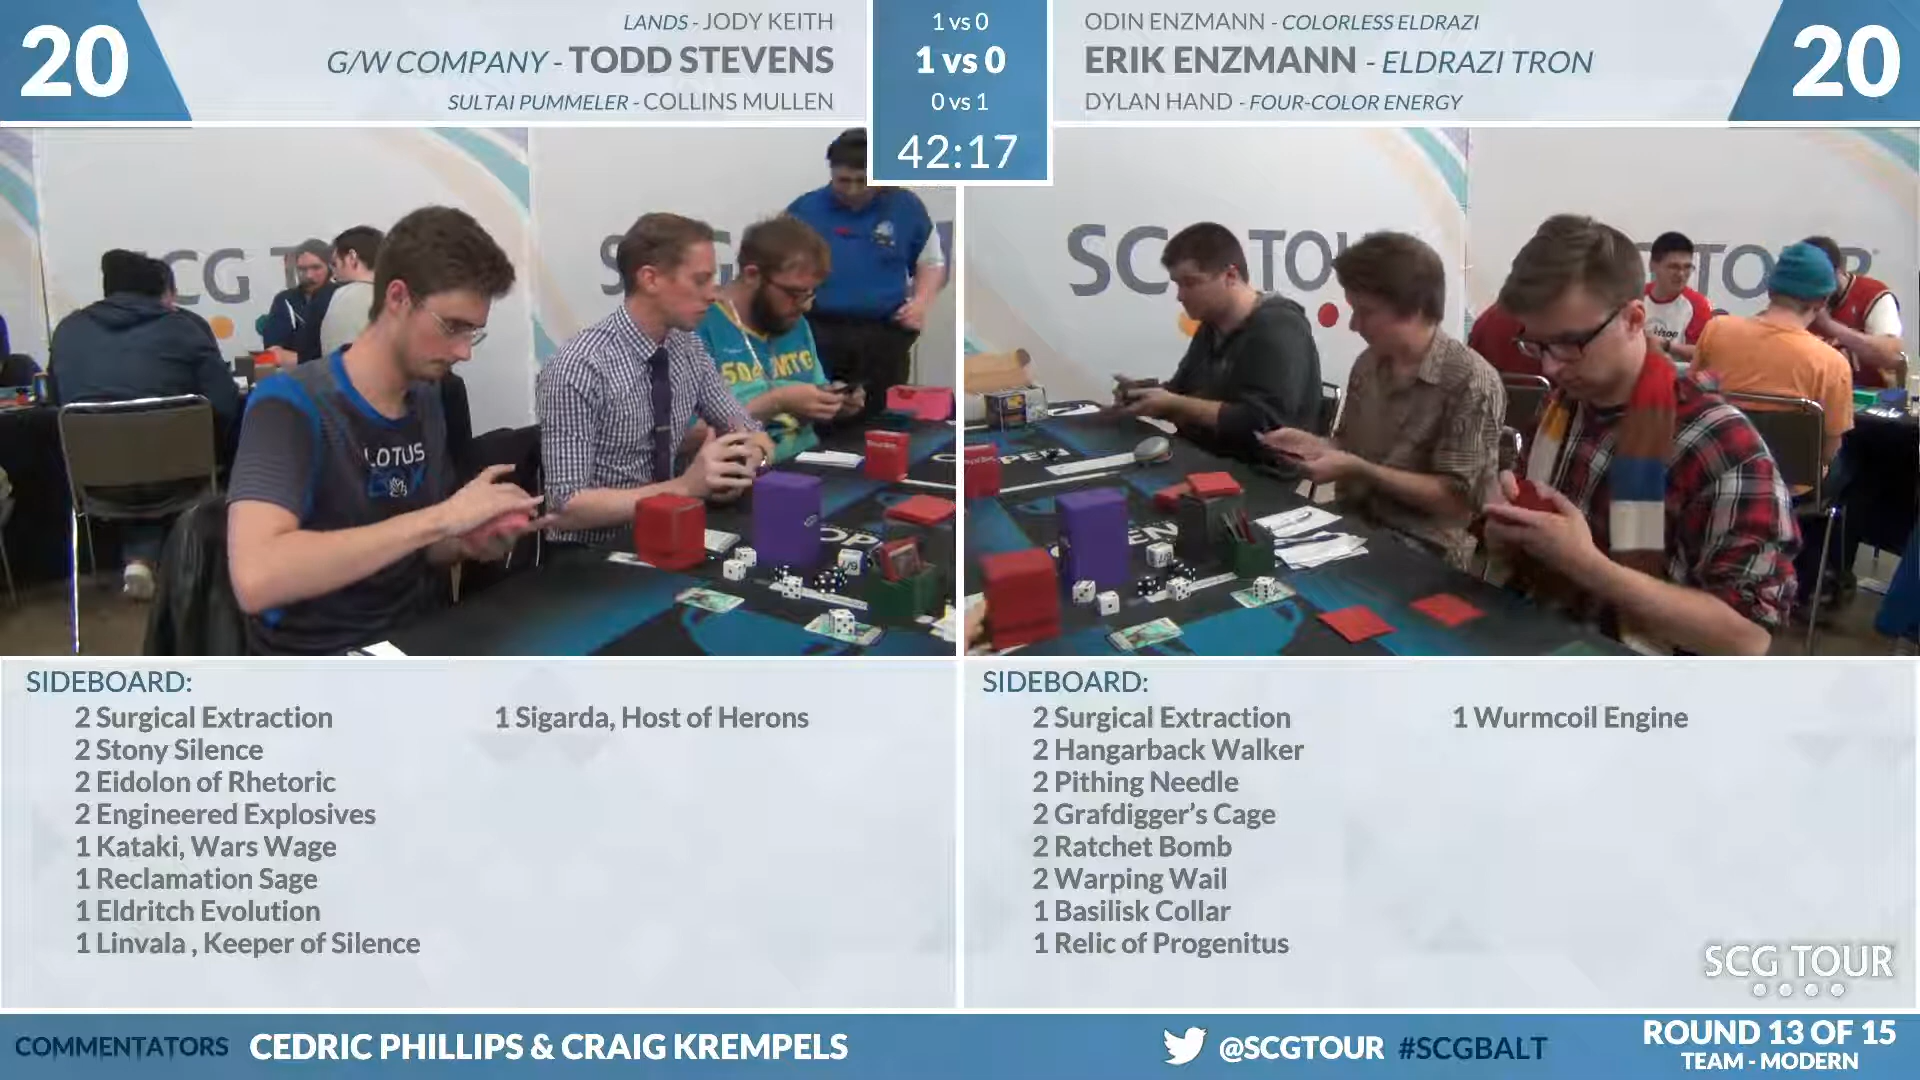 20
LANDS - JODY KEITH
G/W COMPANY - TODD STEVENS
SULTAI PUMMELER - COLLINS MULLEN
1 vs 0
1 vs 0
0 vs 1
42:17
ODIN ENZMANN - COLORLESS ELDRAZI
ERIK ENZMANN - ELDRAZI TRON
DYLAN HAND - FOUR-COLOR ENERGY
20
LOTUS
SCG TOUR
SIDEBOARD:
2 Surgical Extraction
2 Stony Silence
2 Eidolon of Rhetoric
2 Engineered Explosives
1 Kataki, Wars Wage
1 Reclamation Sage
1 Eldritch Evolution
1 Linvala , Keeper of Silence
1 Sigarda, Host of Herons
SIDEBOARD:
2 Surgical Extraction
2 Hangarback Walker
2 Pithing Needle
2 Grafdigger's Cage
2 Ratchet Bomb
2 Warping Wail
1 Basilisk Collar
1 Relic of Progenitus
1 Wurmcoil Engine
SCG TOUR
COMMENTATORS CEDRIC PHILLIPS & CRAIG KREMPELS
@SCGTOUR #SCGBALT
ROUND 13 OF 15
TEAM - MODERN